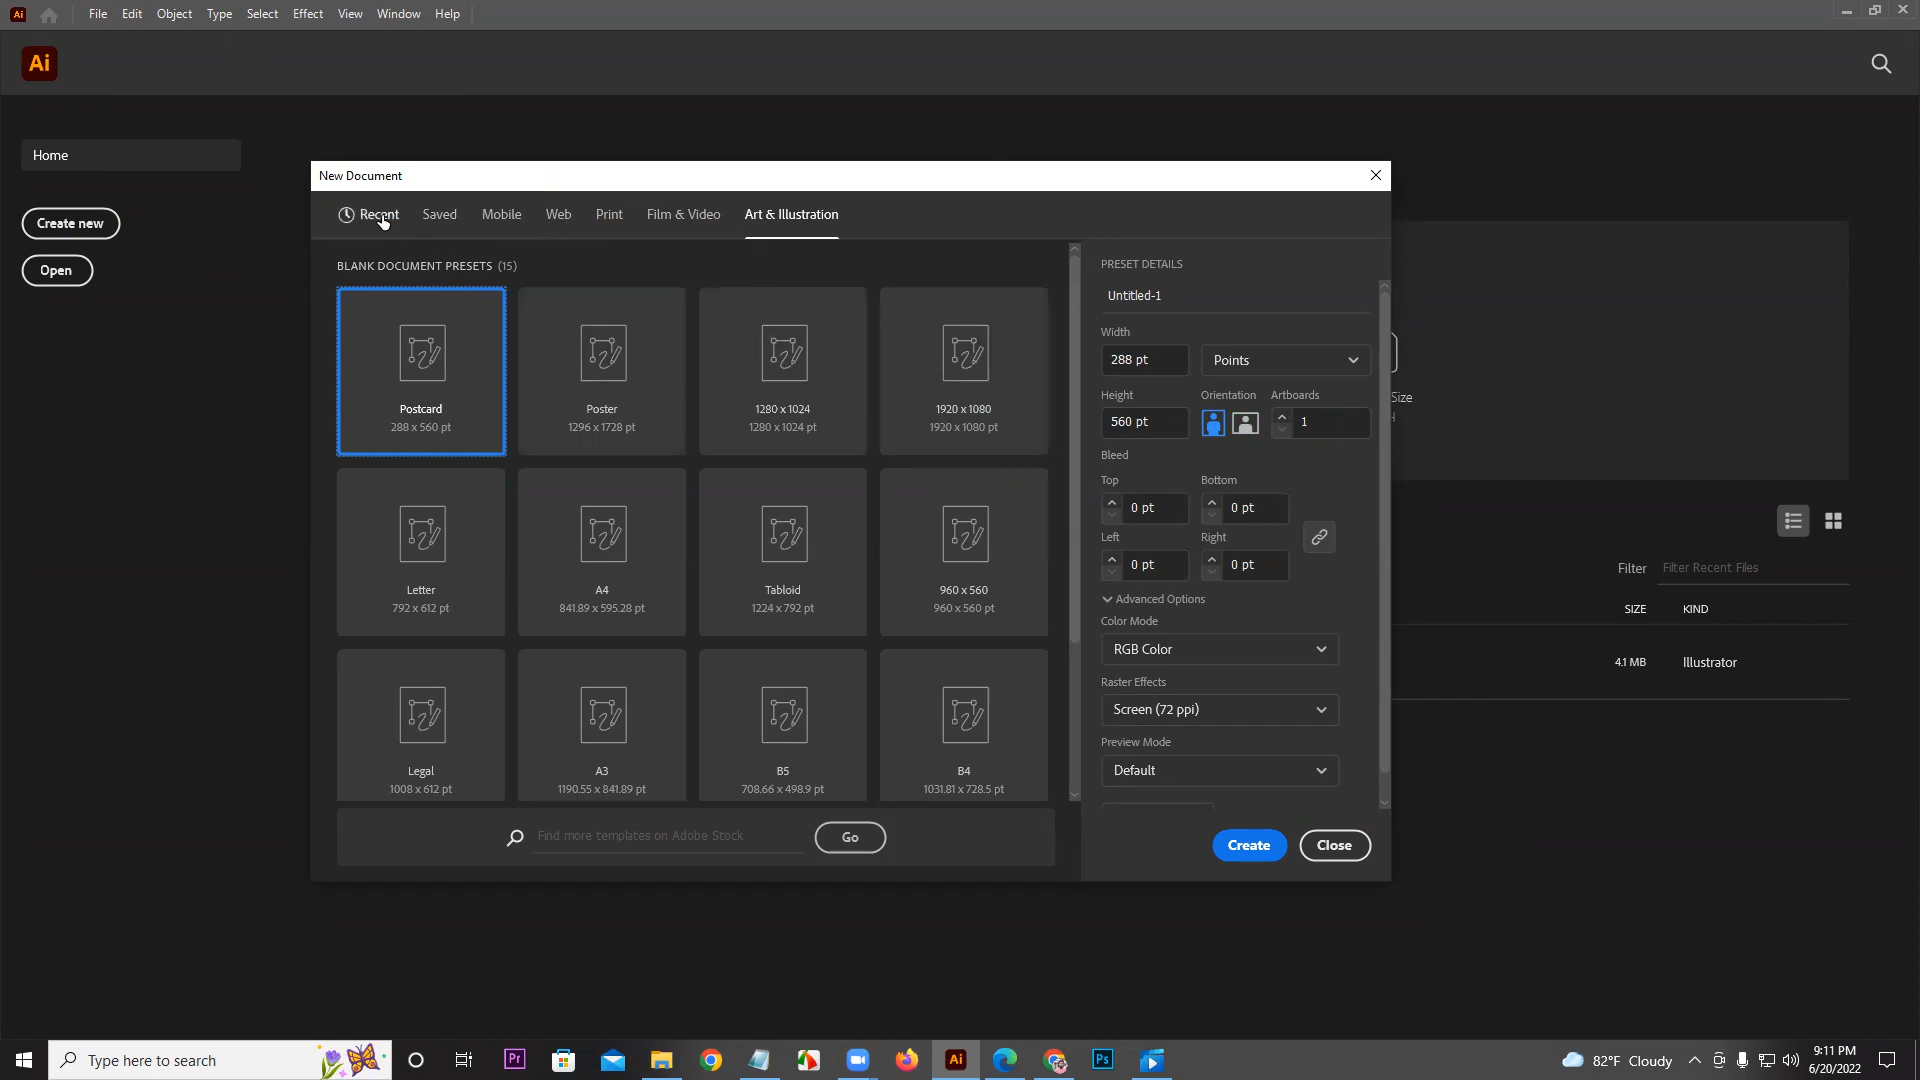 Ai File Edit Object Type Select Effect View Window Help
Ai
Home
Create new
Open
New Document
Recent Saved Mobile Web Print Film & Video Art & Illustration
BLANK DOCUMENT PRESETS (15)
Postcard
288 x 560 pt
Poster
1296 x 1728 pt
1280 x 1024
1280 x 1024 pt
1920 x 1080
1920 x 1080 pt
Letter
792 x 612 pt
A4
841.89 x 595.28 pt
Tabloid
1224 x 792 pt
960 x 560
960 x 560 pt
Legal
1008 x 612 pt
A3
1190.55 x 841.89 pt
B5
708.66 x 498.9 pt
B4
1031.81 x 728.5 pt
Find more templates on Adobe Stock Go
PRESET DETAILS
Untitled-1
Width
288 pt Points
Height Orientation Artboards
560 pt 1
Bleed
Top Bottom
0 pt 0 pt
Left Right
0 pt 0 pt
Advanced Options
Color Mode
RGB Color
Raster Effects
Screen (72 ppi)
Preview Mode
Default
Create Close
Size
Filter Filter Recent Files
SIZE KIND
4.1 MB Illustrator
Type here to search Pr Ai Ps 82°F Cloudy 9:11 PM
6/20/2022